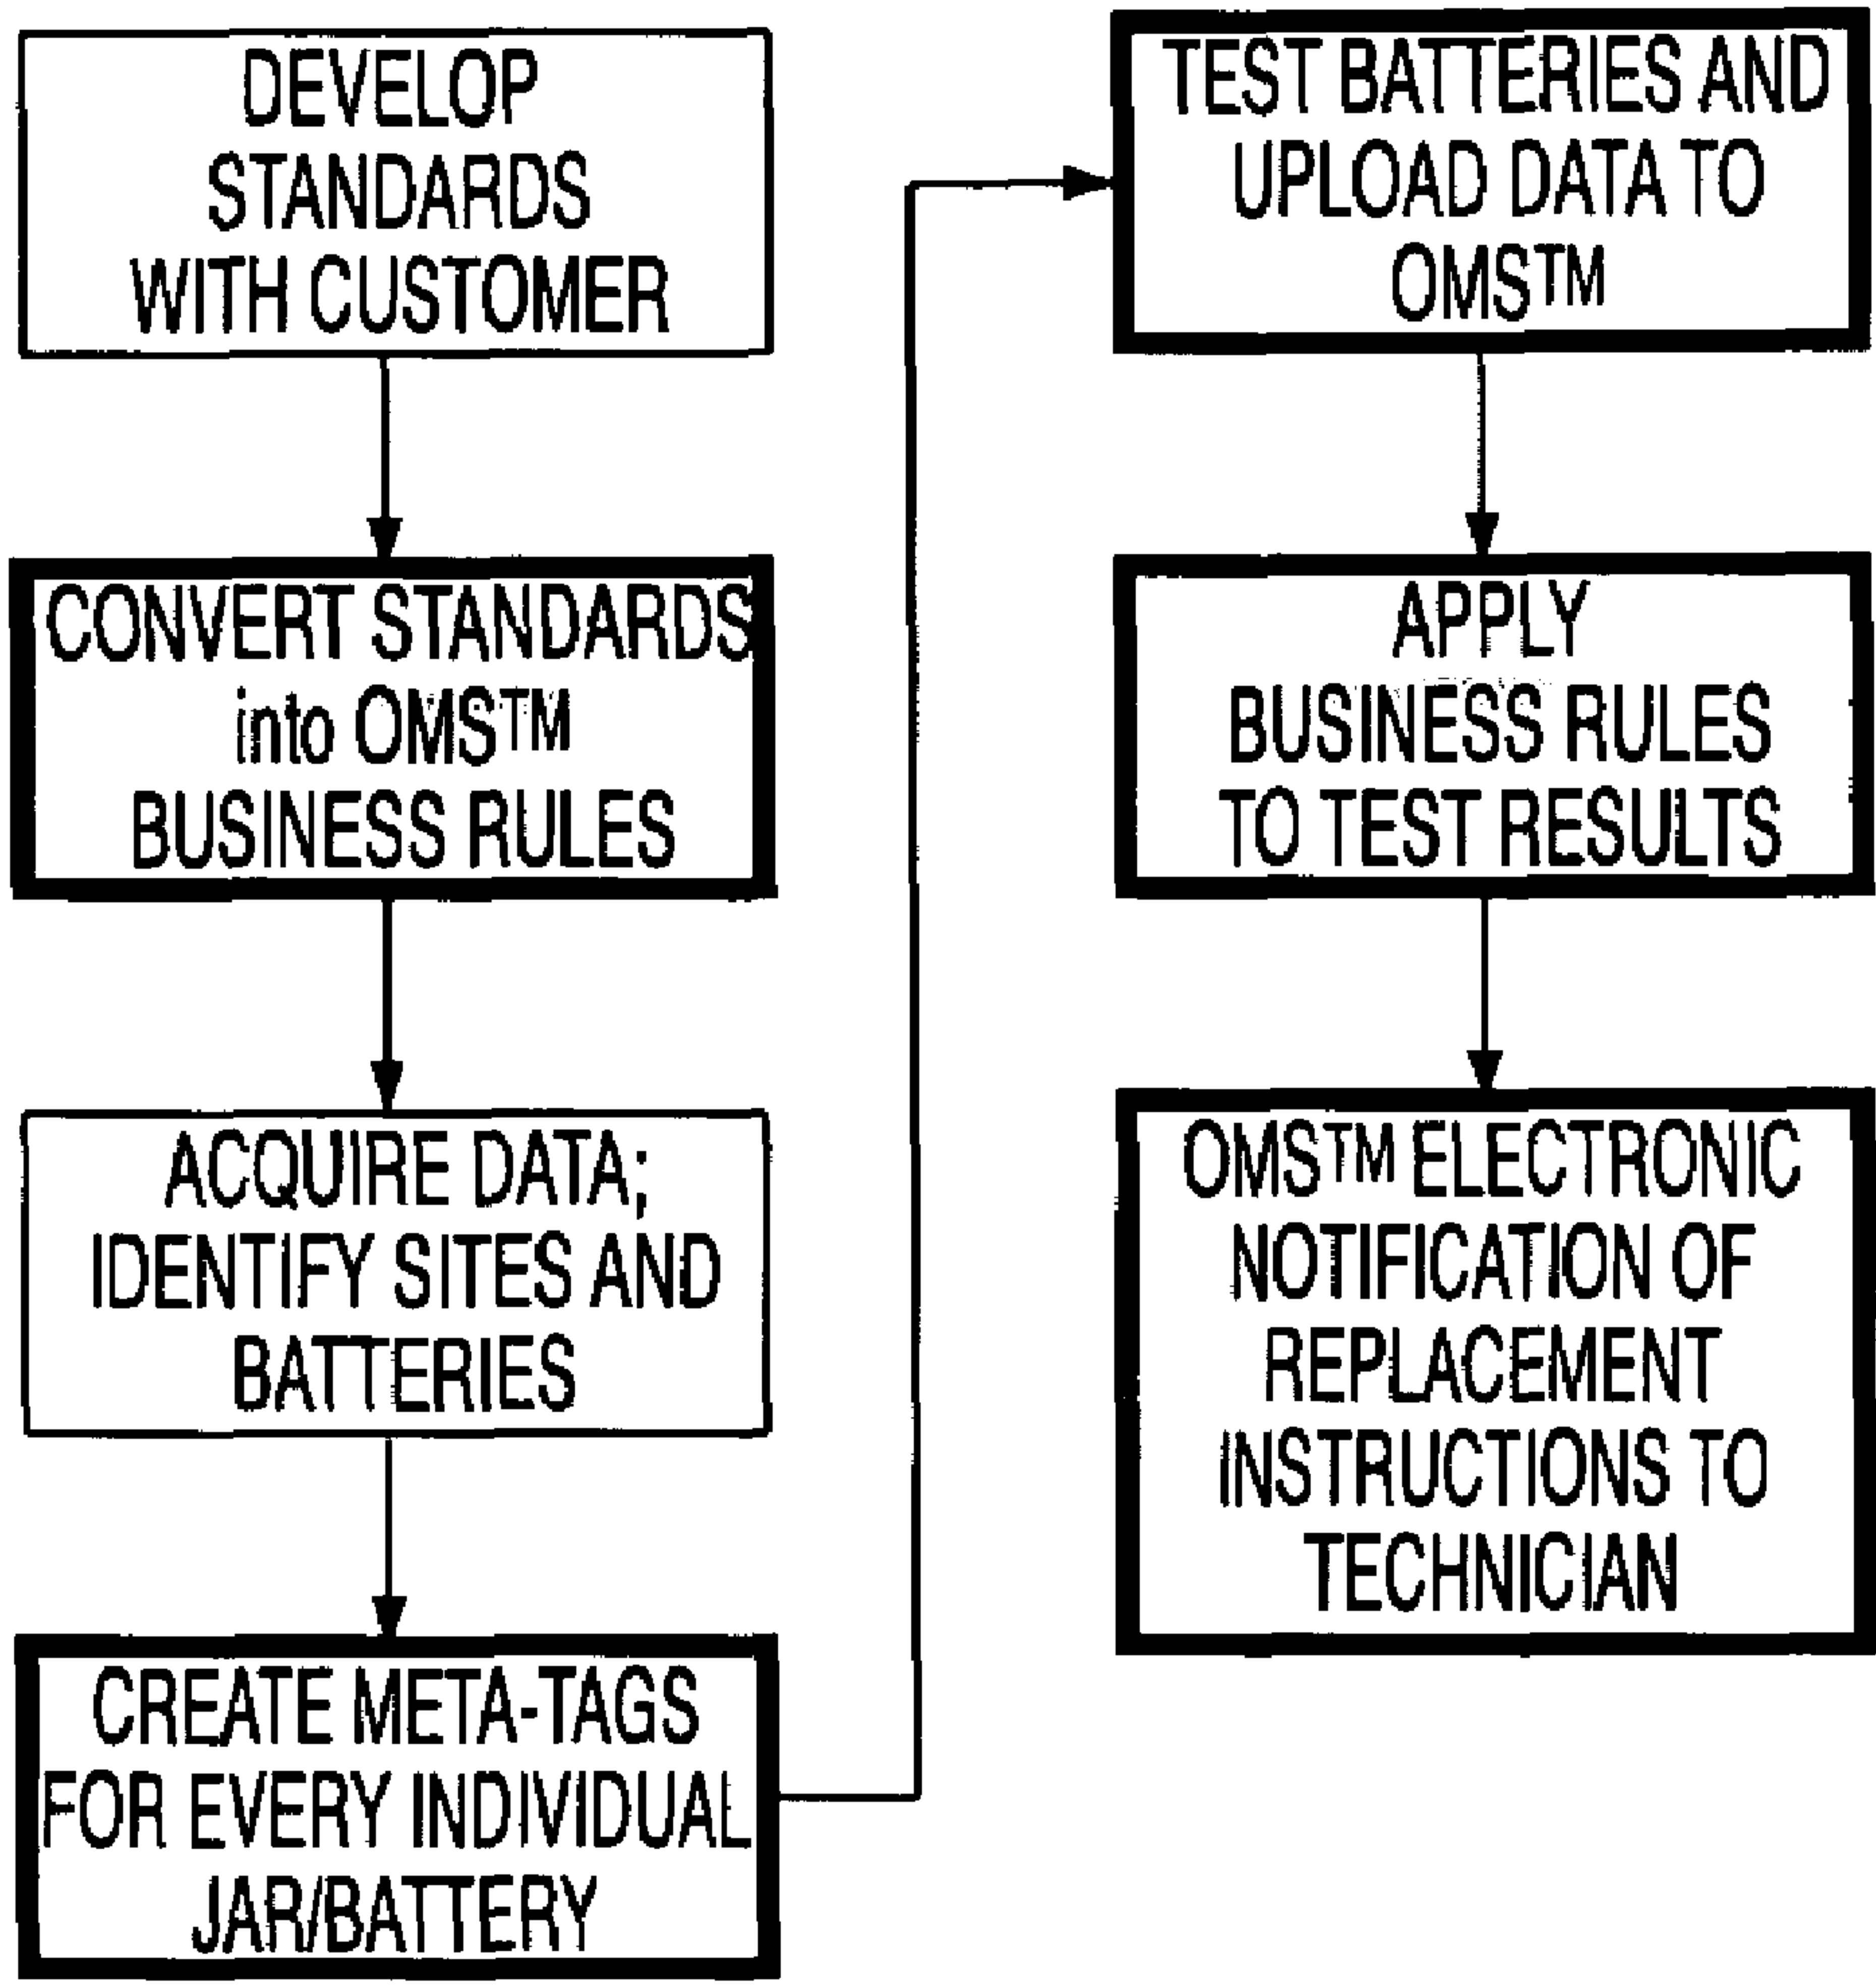 DEVELOP
STANDARDS
WITH CUSTOMER
CONVERT STANDARDS
into OMS™
BUSINESS RULES
ACQUIRE DATA;
IDENTIFY SITES AND
BATTERIES
CREATE META-TAGS
FOR EVERY INDIVIDUAL
JAR/BATTERY
TEST BATTERIES AND
UPLOAD DATA TO
OMS™
APPLY
BUSINESS RULES
TO TEST RESULTS
OMS™ ELECTRONIC
NOTIFICATION OF
REPLACEMENT
INSTRUCTIONS TO
TECHNICIAN